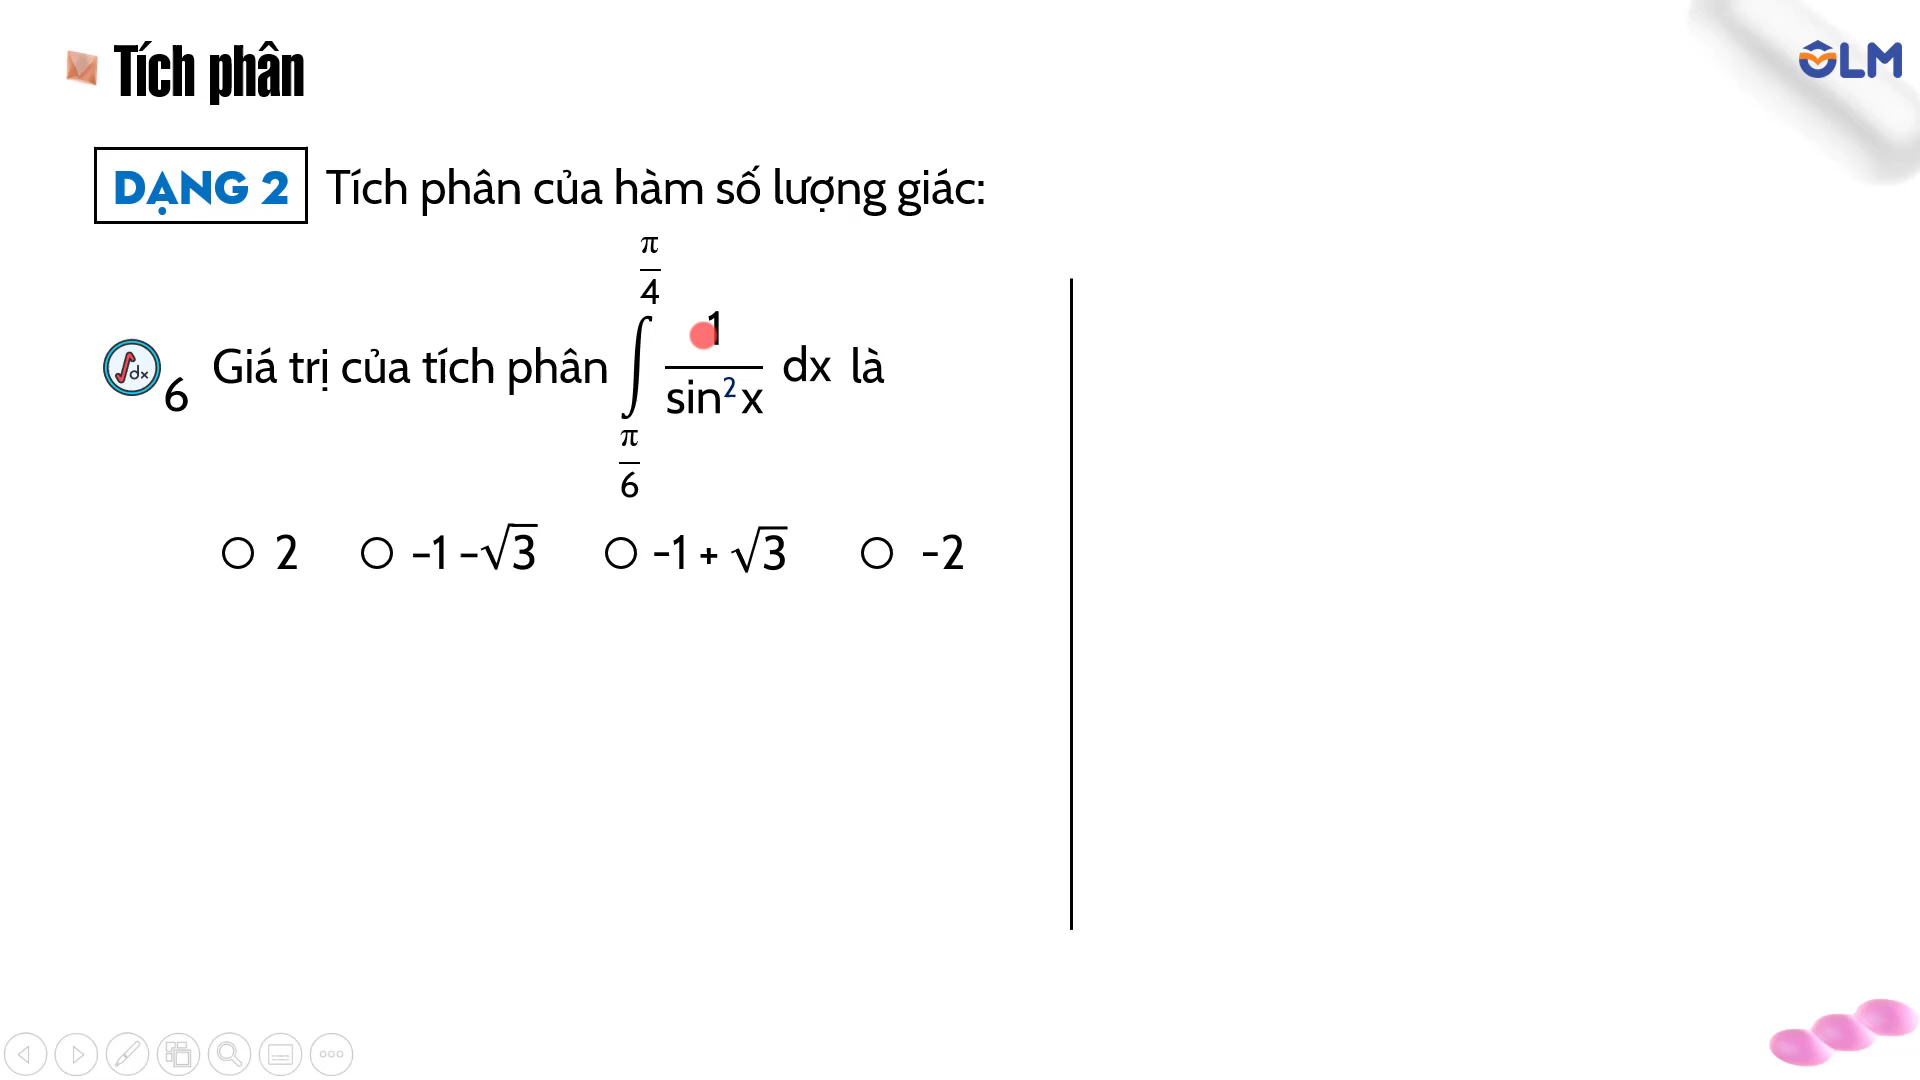 Tích phân
OLM
DẠNG 2 Tích phân của hàm số lượng giác:
6 Giá trị của tích phân ∫_{π/6}^{π/4} 1/sin²x dx là
○ 2 ○ -1 -√3 ○ -1 + √3 ○ -2